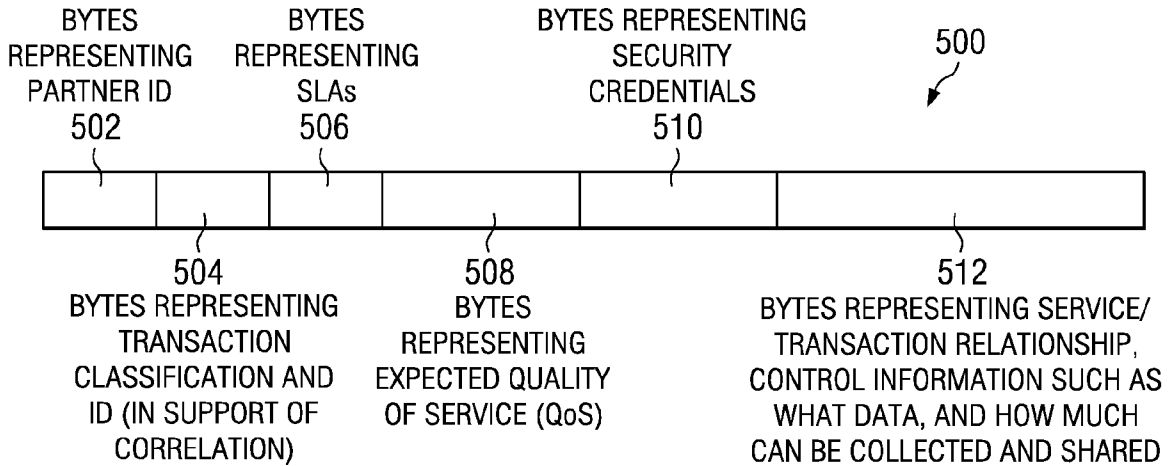 BYTES
REPRESENTING
PARTNER ID
502
BYTES
REPRESENTING
SLAs
506
BYTES REPRESENTING
SECURITY
CREDENTIALS
510
500
504
BYTES REPRESENTING
TRANSACTION
CLASSIFICATION AND
ID (IN SUPPORT OF
CORRELATION)
508
BYTES
REPRESENTING
EXPECTED QUALITY
OF SERVICE (QoS)
512
BYTES REPRESENTING SERVICE/
TRANSACTION RELATIONSHIP,
CONTROL INFORMATION SUCH AS
WHAT DATA, AND HOW MUCH
CAN BE COLLECTED AND SHARED